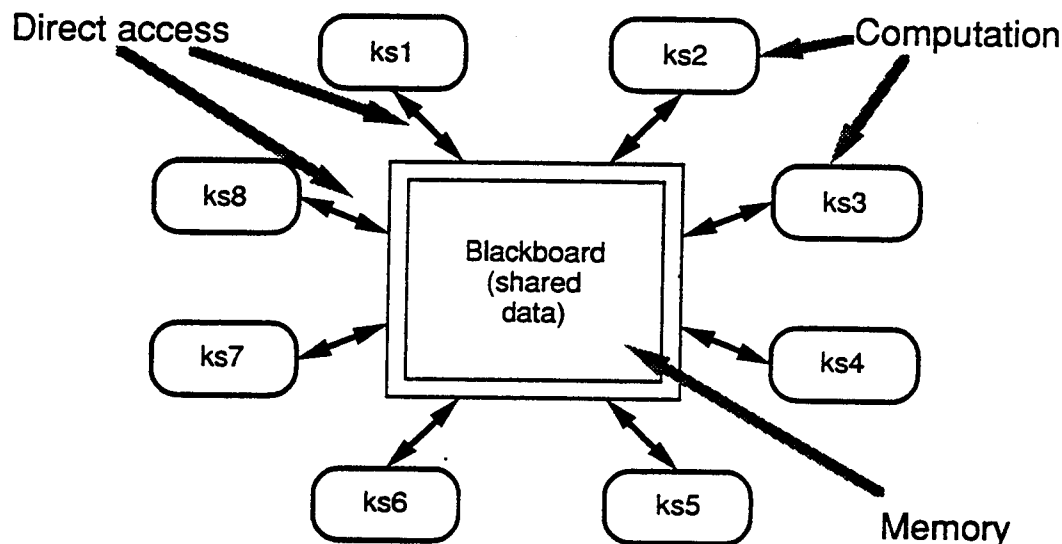 Direct access
ks1
ks2
Computation
ks8
ks3
Blackboard
(shared
data)
ks7
ks4
ks6
ks5
Memory